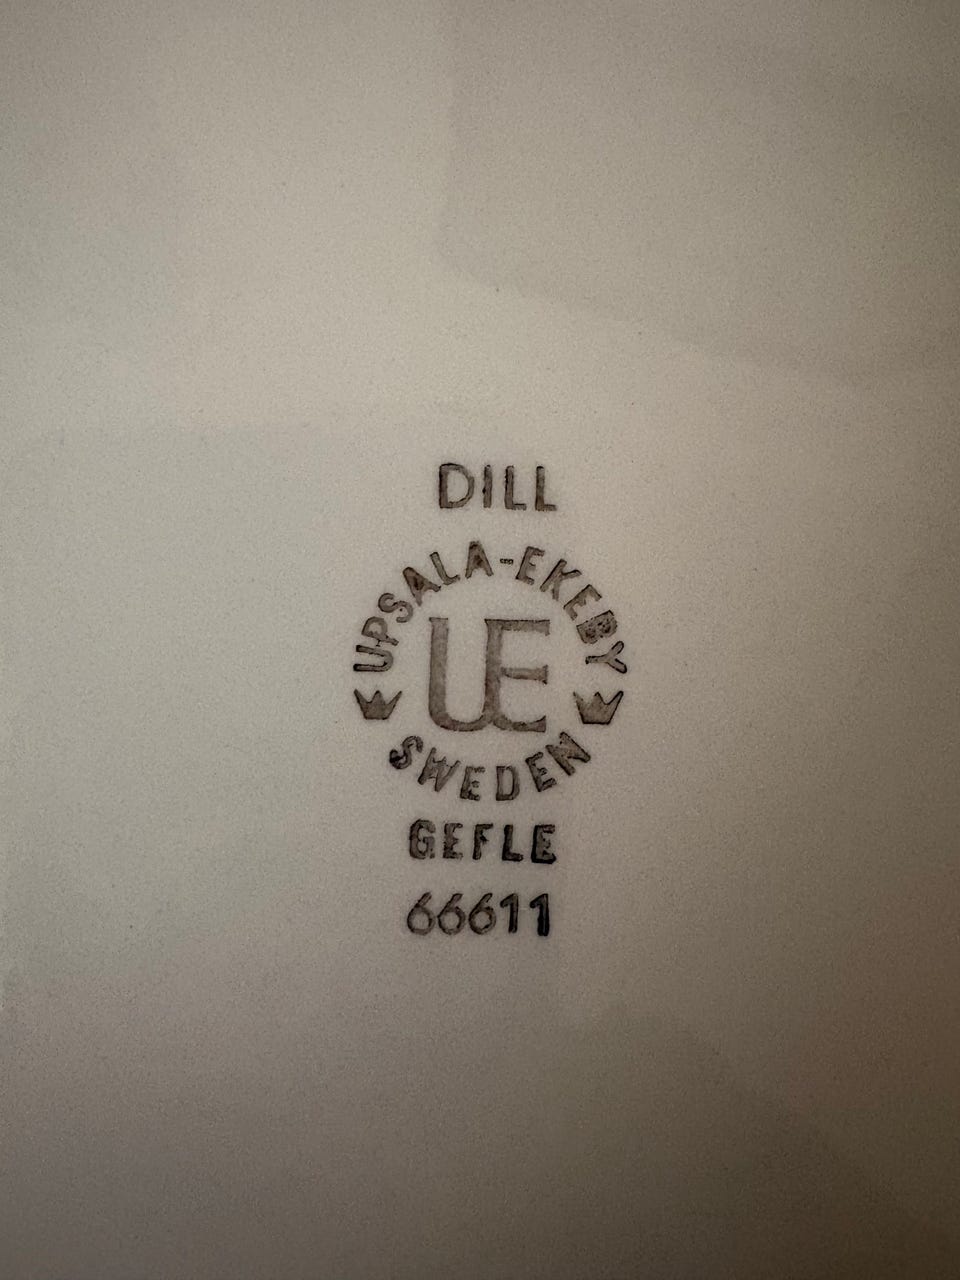 DILL
UPSALA-EKEBY
UE
SWEDEN
GEFLE
66611